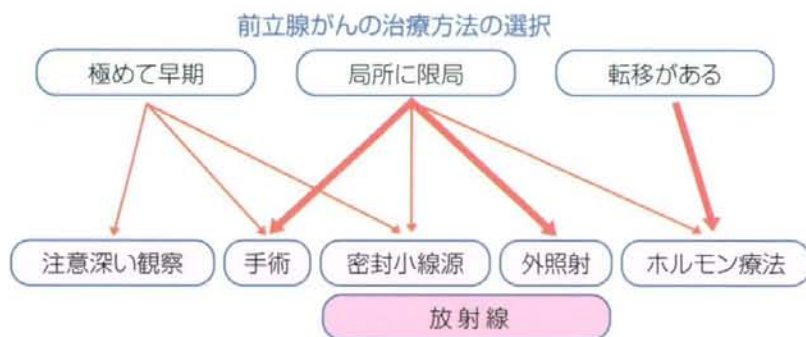 前立腺がんの治療方法の選択
極めて早期
局所に限局
転移がある
注意深い観察
手術
密封小線源
外照射
ホルモン療法
放射線